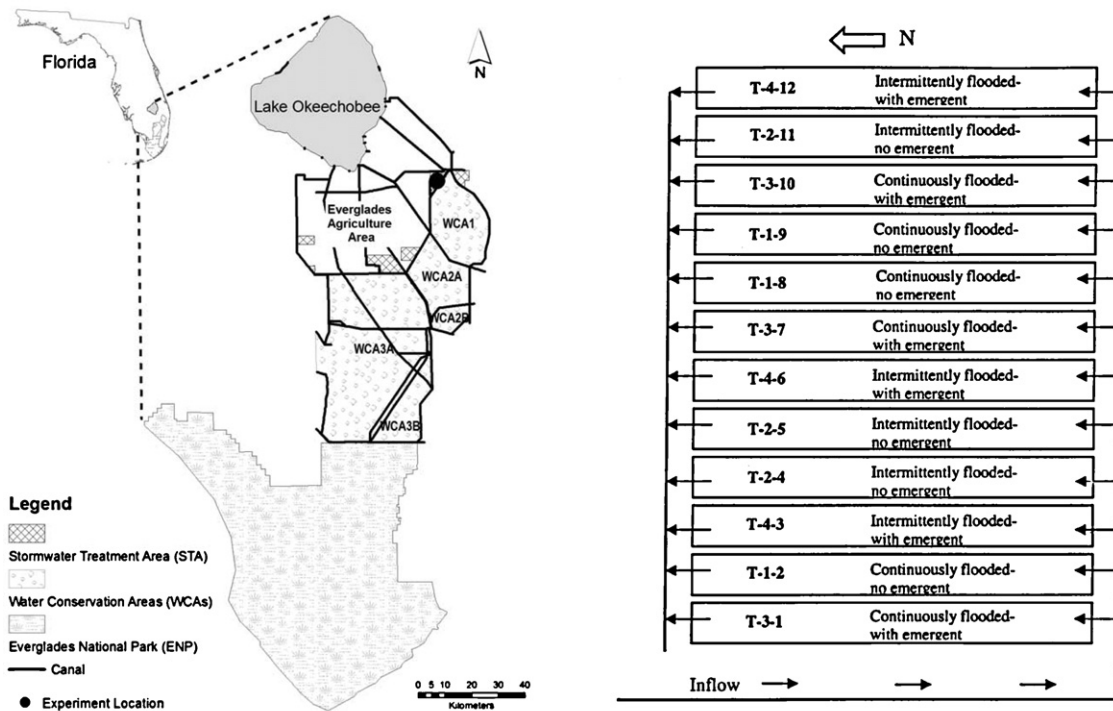 Florida
N
Lake Okeechobee
Everglades
Agriculture
Area
WCA1
WCA2A
WCA2B
WCA3A
WCA3B
Legend
Stormwater Treatment Area (STA)
Water Conservation Areas (WCAs)
Everglades National Park (ENP)
Canal
Experiment Location
0 5 10 20 30 40
Kilometers
N
T-4-12 Intermittently flooded-
with emergent
T-2-11 Intermittently flooded-
no emergent
T-3-10 Continuously flooded-
with emergent
T-1-9 Continuously flooded-
no emergent
T-1-8 Continuously flooded-
no emergent
T-3-7 Continuously flooded-
with emergent
T-4-6 Intermittently flooded-
with emergent
T-2-5 Intermittently flooded-
no emergent
T-2-4 Intermittently flooded-
no emergent
T-4-3 Intermittently flooded-
with emergent
T-1-2 Continuously flooded-
no emergent
T-3-1 Continuously flooded-
with emergent
Inflow